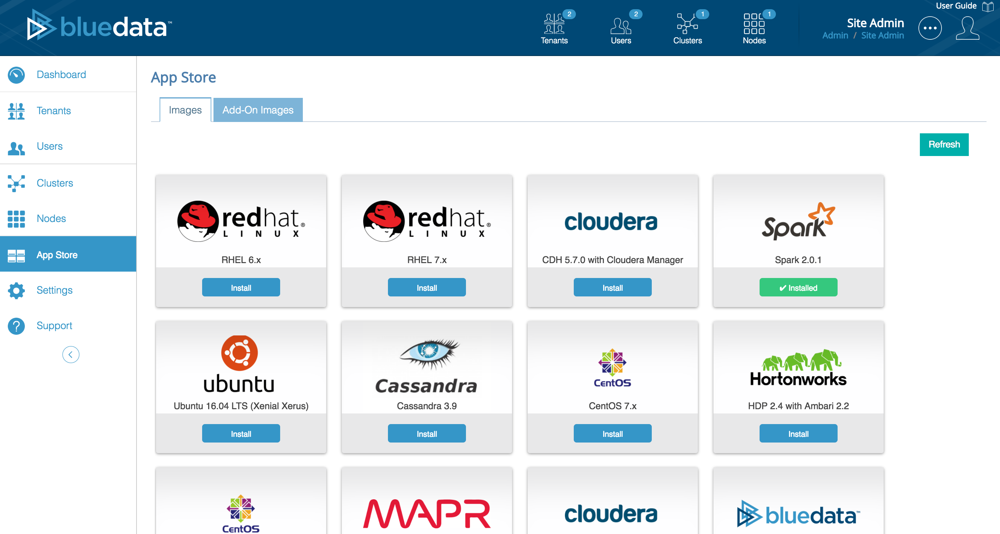 User Guide
bluedata™
2
2
1
1
Tenants
Users
Clusters
Nodes
Site Admin
Admin / Site Admin
Dashboard
Tenants
Users
Clusters
Nodes
App Store
Settings
Support
App Store
Images
Add-On Images
Refresh
redhat®
LINUX
RHEL 6.x
Install
redhat®
LINUX
RHEL 7.x
Install
cloudera
CDH 5.7.0 with Cloudera Manager
Install
Spark
Spark 2.0.1
✔ Installed
ubuntu
Ubuntu 16.04 LTS (Xenial Xerus)
Install
Cassandra
Cassandra 3.9
Install
CentOS
CentOS 7.x
Install
Hortonworks
HDP 2.4 with Ambari 2.2
Install
CentOS
MAPR
cloudera
bluedata™